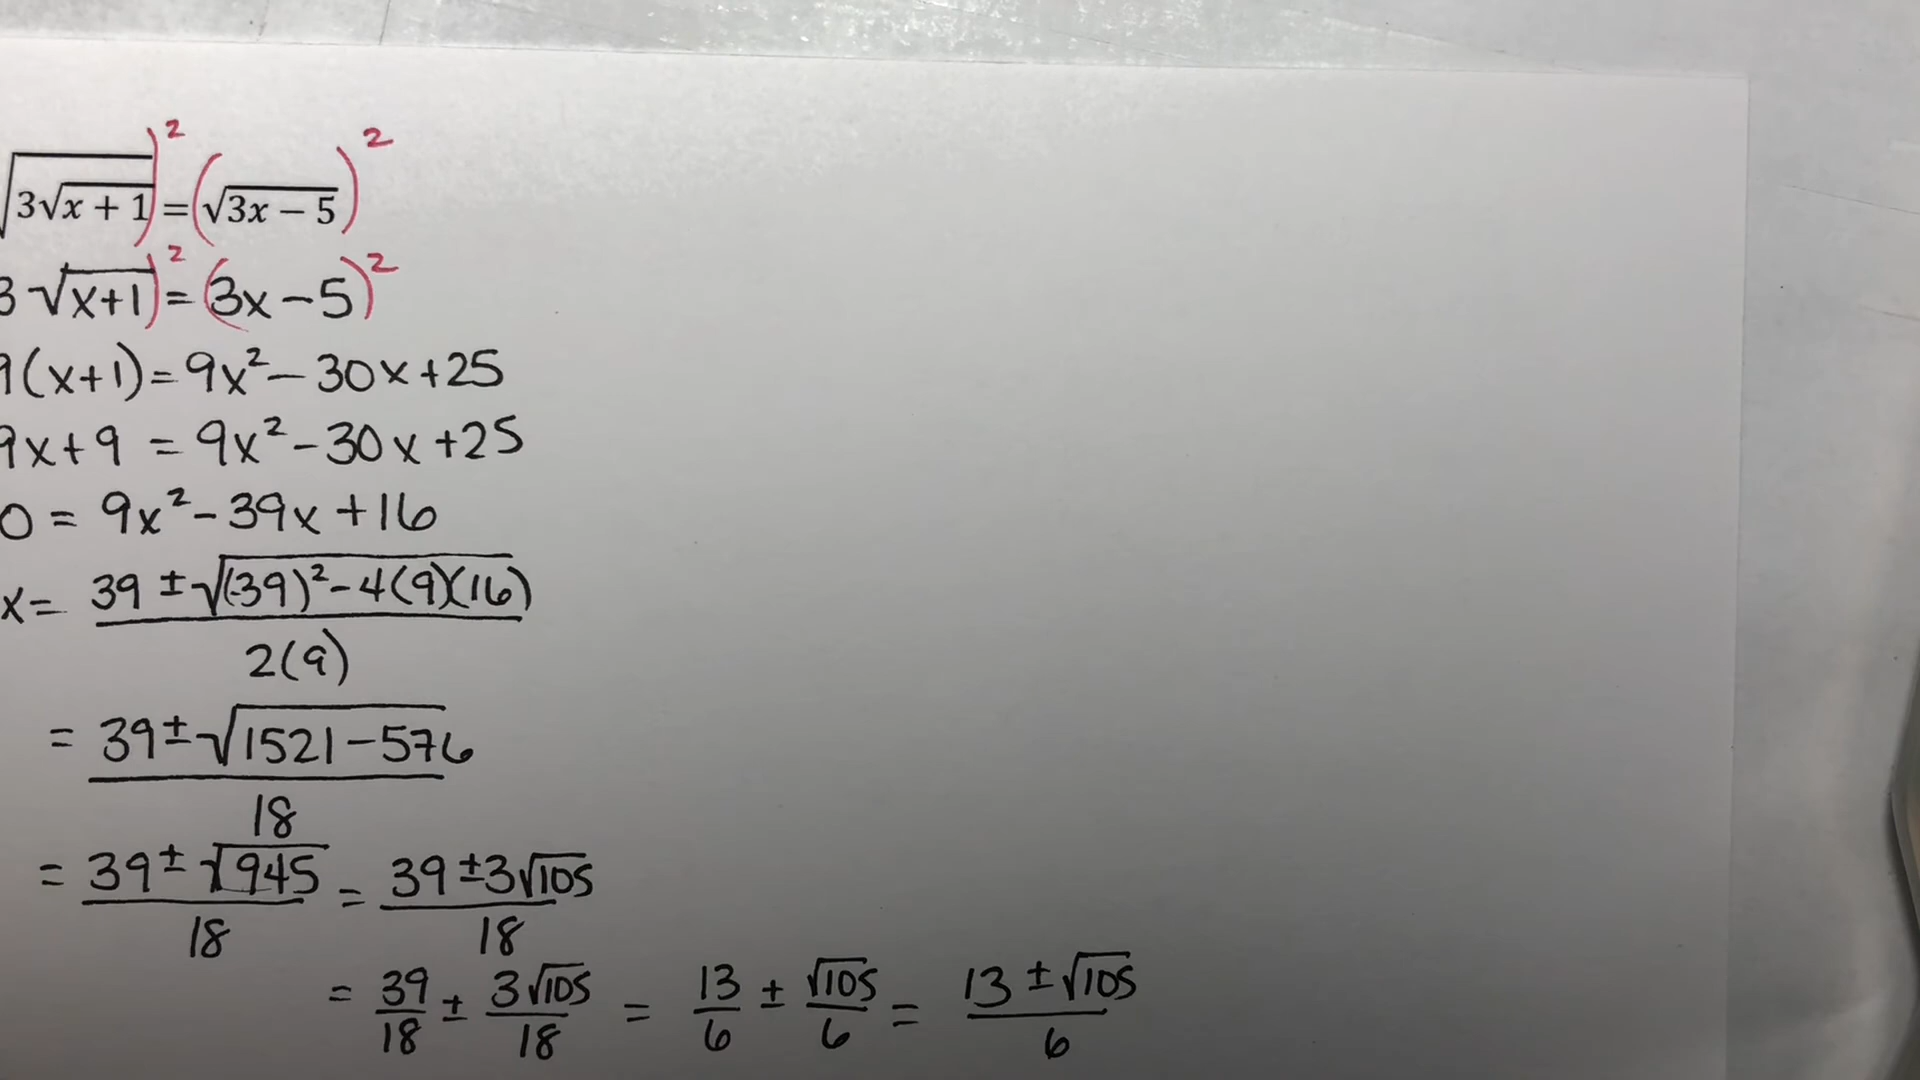 √(3√(x + 1))² = (√(3x − 5))²
3√(x+1))² = (3x−5)²
9(x+1) = 9x² − 30x + 25
9x + 9 = 9x² − 30x + 25
0 = 9x² − 39x + 16
x = (39 ± √((-39)² − 4(9)(16))) / 2(9)
= (39 ± √(1521 − 576)) / 18
= (39 ± √945) / 18 = (39 ± 3√105) / 18
= 39/18 ± 3√105/18 = 13/6 ± √105/6 = (13 ± √105) / 6